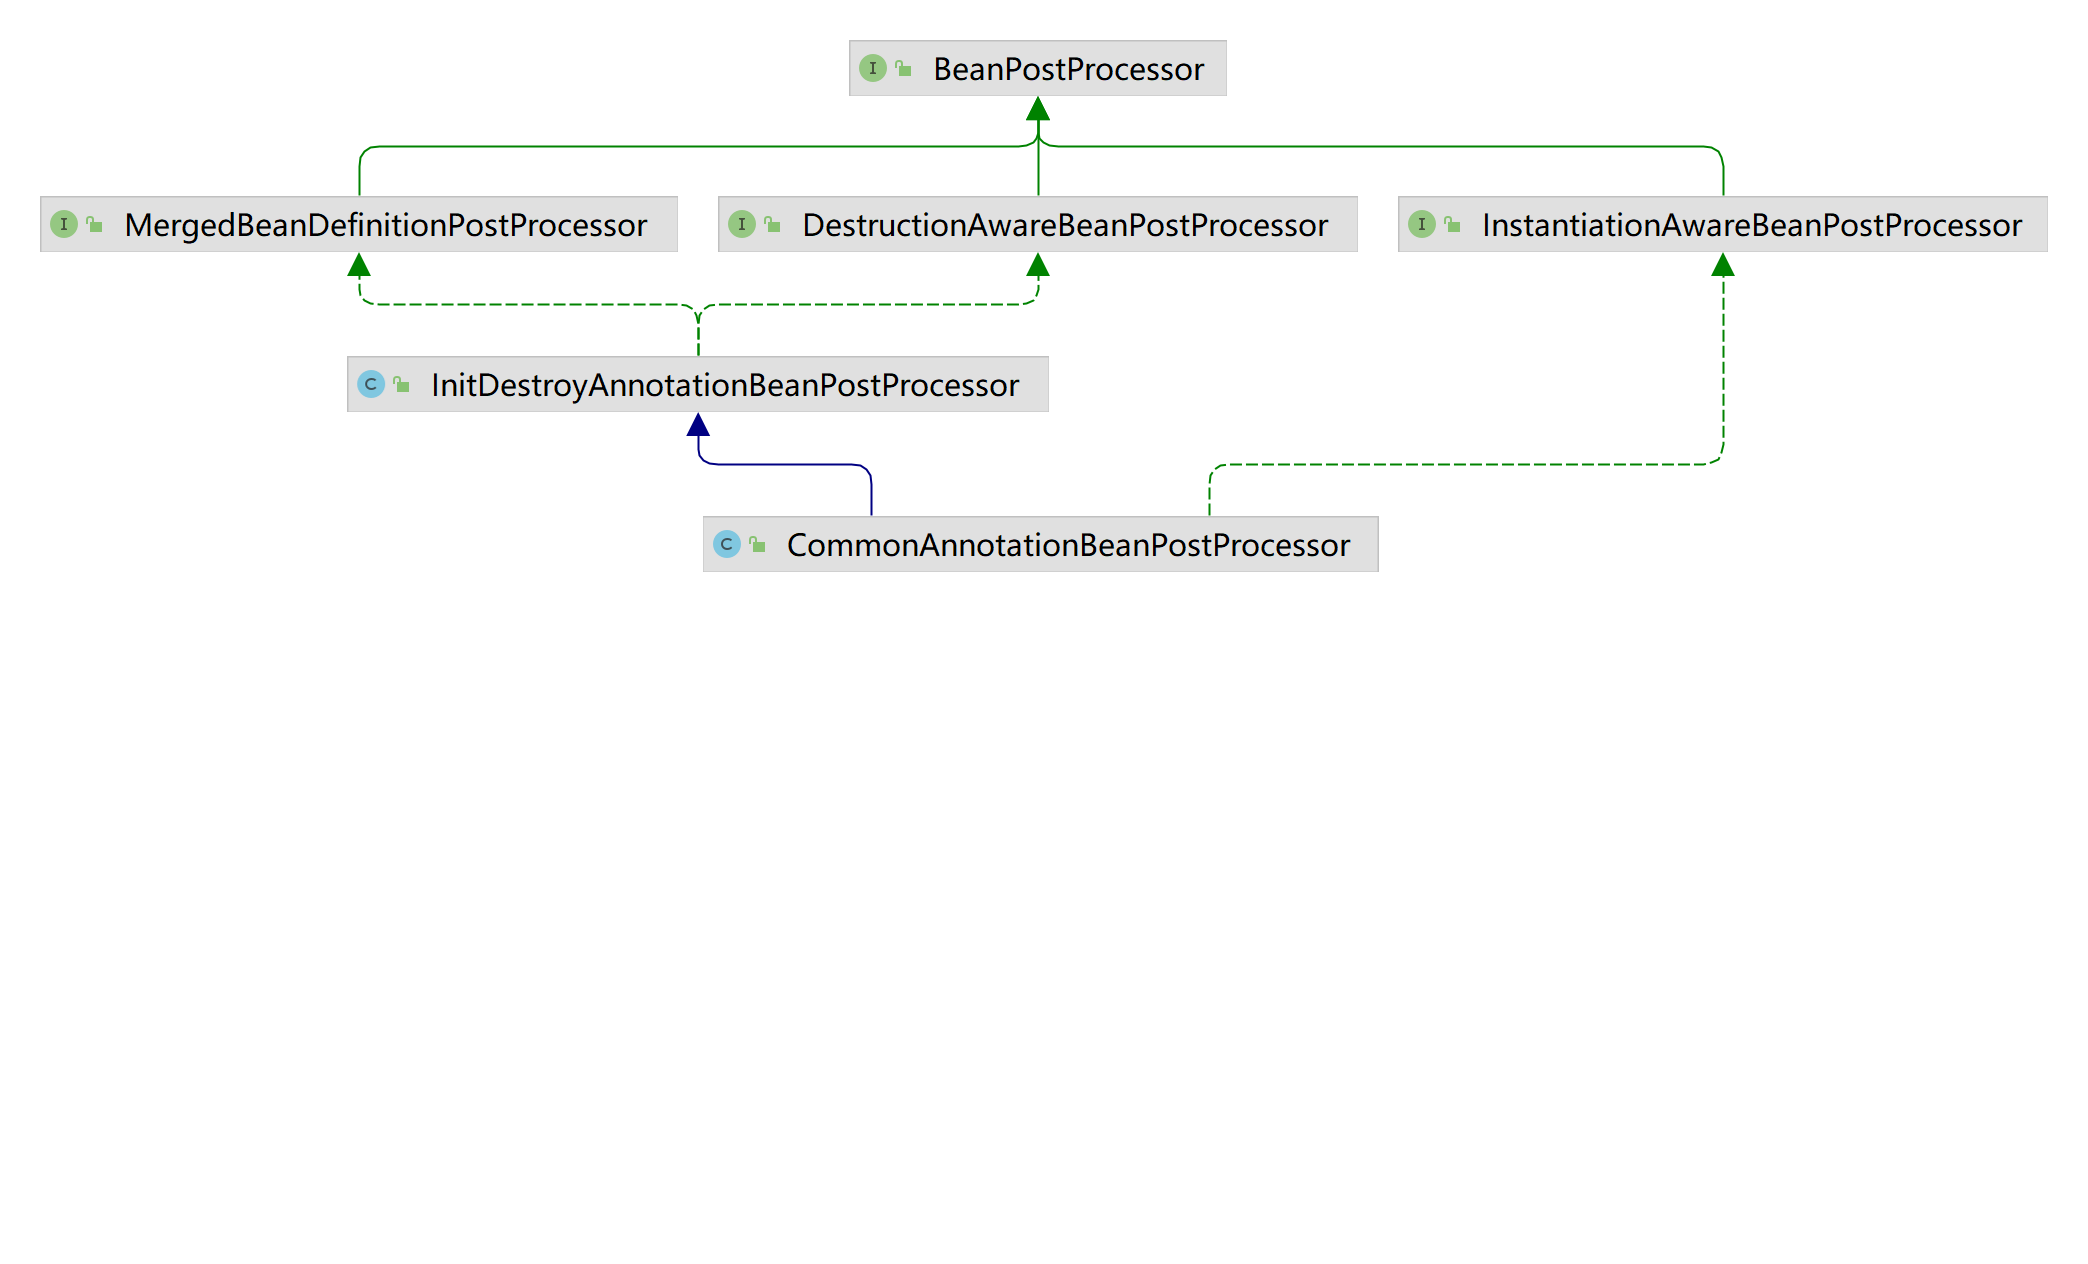 I BeanPostProcessor
I MergedBeanDefinitionPostProcessor
I DestructionAwareBeanPostProcessor
I InstantiationAwareBeanPostProcessor
C InitDestroyAnnotationBeanPostProcessor
C CommonAnnotationBeanPostProcessor